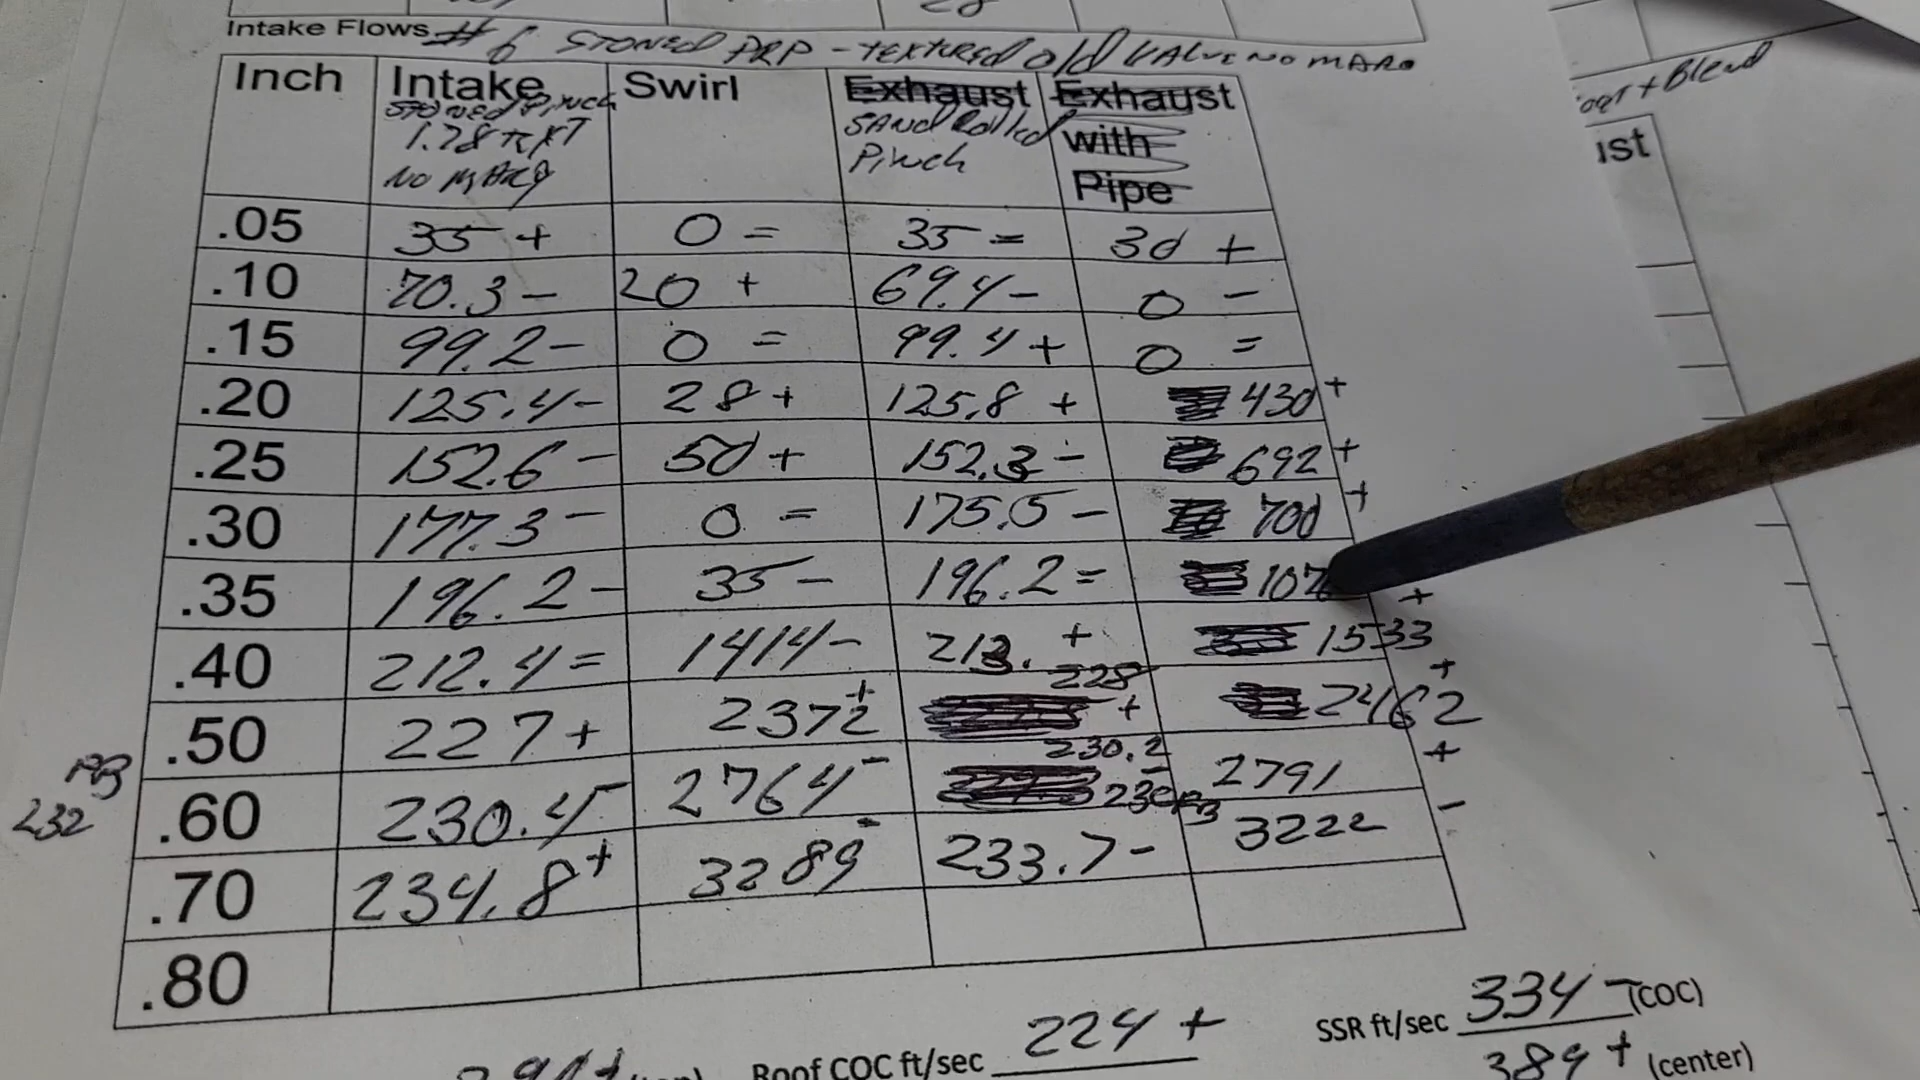 Intake Flows #6 STONED PRP - TEXTURED Old VALVE NO MARG
Inch Intake Swirl Exhaust Exhaust with Pipe
STONED Pinch 1.78 TEXT NO MARG
SAND Rolled Pinch
.05 35 + 0 = 35 = 30 +
.10 70.3 - 20 + 69.4 - 0 -
.15 99.2 - 0 = 99.4 + 0 =
.20 125.4 - 28 + 125.8 + 430 +
.25 152.6 - 50 + 152.3 - 692 +
.30 177.3 - 0 = 175.5 - 700 +
.35 196.2 - 35 - 196.2 = 107 +
.40 212.4 = 1414 - 213. + 1533 +
.50 227 + 2372 + 228 + 2462 +
.60 230.4 - 2764 - 230.2 - 2791 -
.70 234.8 + 3289 - 233.7 - 3222
.80
232
+ Blend
ust
Roof COC ft/sec 224 +
SSR ft/sec 334 - (COC)
389 + (center)